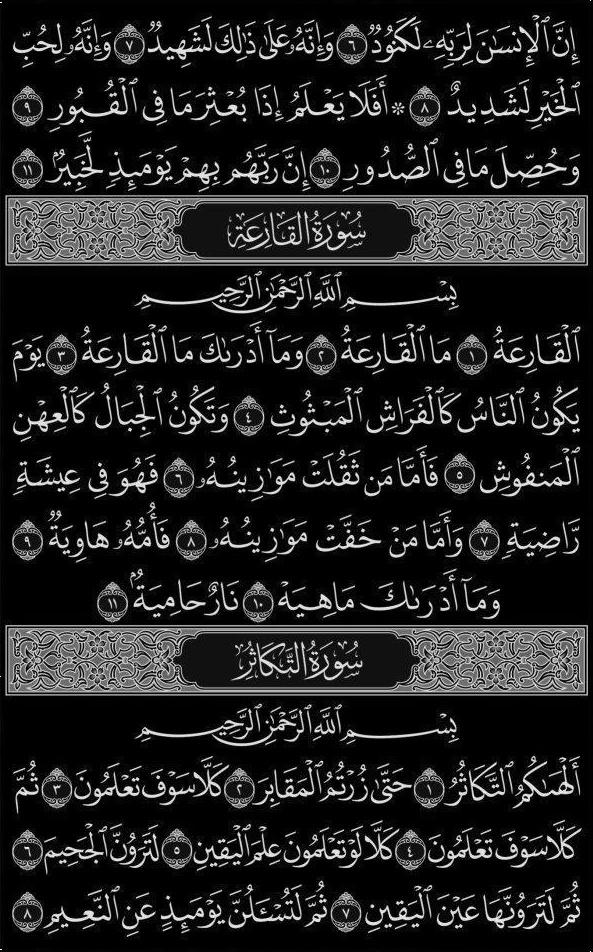 إِنَّ ٱلْإِنسَٰنَ لِرَبِّهِۦ لَكَنُودٌ ٦ وَإِنَّهُۥ عَلَىٰ ذَٰلِكَ لَشَهِيدٌ ٧ وَإِنَّهُۥ لِحُبِّ
ٱلْخَيْرِ لَشَدِيدٌ ٨ ۞ أَفَلَا يَعْلَمُ إِذَا بُعْثِرَ مَا فِى ٱلْقُبُورِ ٩
وَحُصِّلَ مَا فِى ٱلصُّدُورِ ١٠ إِنَّ رَبَّهُم بِهِمْ يَوْمَئِذٍ لَّخَبِيرٌۢ ١١
سُورَةُ القَارِعَةِ
بِسْمِ ٱللَّهِ ٱلرَّحْمَٰنِ ٱلرَّحِيمِ
ٱلْقَارِعَةُ ١ مَا ٱلْقَارِعَةُ ٢ وَمَآ أَدْرَىٰكَ مَا ٱلْقَارِعَةُ ٣ يَوْمَ
يَكُونُ ٱلنَّاسُ كَٱلْفَرَاشِ ٱلْمَبْثُوثِ ٤ وَتَكُونُ ٱلْجِبَالُ كَٱلْعِهْنِ
ٱلْمَنفُوشِ ٥ فَأَمَّا مَن ثَقُلَتْ مَوَٰزِينُهُۥ ٦ فَهُوَ فِى عِيشَةٍ
رَّاضِيَةٍ ٧ وَأَمَّا مَنْ خَفَّتْ مَوَٰزِينُهُۥ ٨ فَأُمُّهُۥ هَاوِيَةٌ ٩
وَمَآ أَدْرَىٰكَ مَا هِيَهْ ١٠ نَارٌ حَامِيَةٌۢ ١١
سُورَةُ التَّكَاثُرِ
بِسْمِ ٱللَّهِ ٱلرَّحْمَٰنِ ٱلرَّحِيمِ
أَلْهَىٰكُمُ ٱلتَّكَاثُرُ ١ حَتَّىٰ زُرْتُمُ ٱلْمَقَابِرَ ٢ كَلَّا سَوْفَ تَعْلَمُونَ ٣ ثُمَّ
كَلَّا سَوْفَ تَعْلَمُونَ ٤ كَلَّا لَوْ تَعْلَمُونَ عِلْمَ ٱلْيَقِينِ ٥ لَتَرَوُنَّ ٱلْجَحِيمَ ٦
ثُمَّ لَتَرَوُنَّهَا عَيْنَ ٱلْيَقِينِ ٧ ثُمَّ لَتُسْـَٔلُنَّ يَوْمَئِذٍ عَنِ ٱلنَّعِيمِ ٨